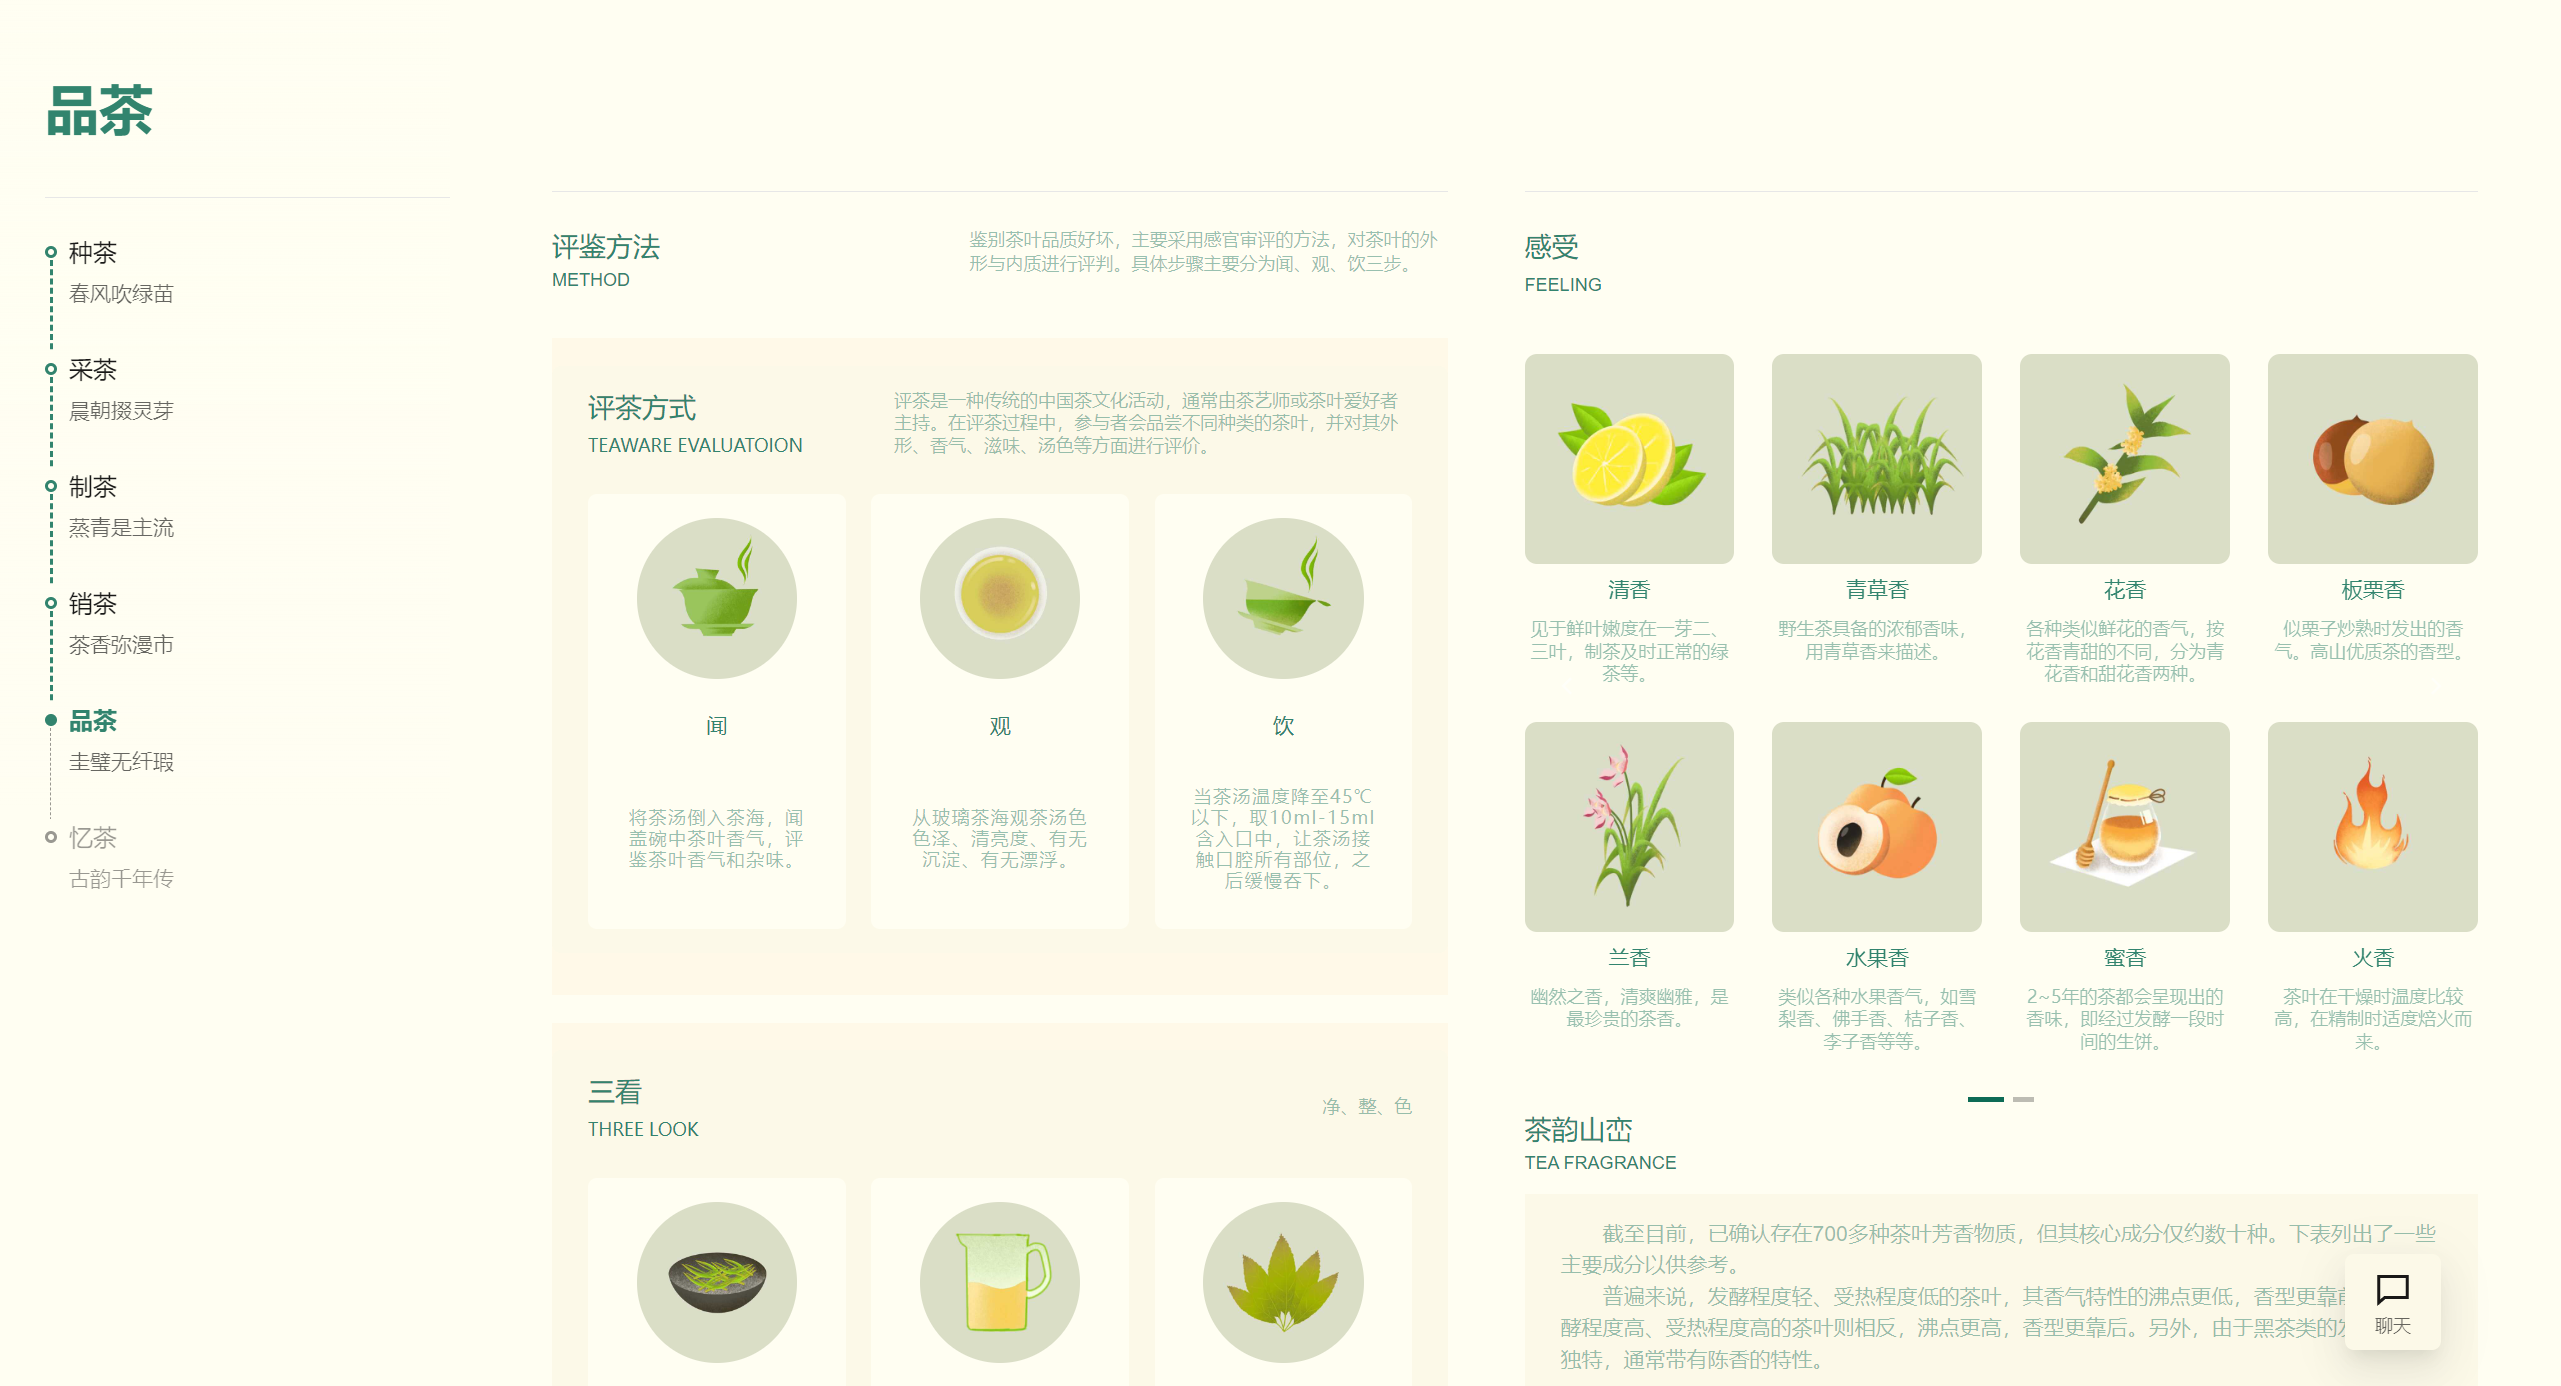 品茶
种茶
春风吹绿苗
采茶
晨朝掇灵芽
制茶
蒸青是主流
销茶
茶香弥漫市
品茶
圭璧无纤瑕
忆茶
古韵千年传
评鉴方法
METHOD
鉴别茶叶品质好坏，主要采用感官审评的方法，对茶叶的外
形与内质进行评判。具体步骤主要分为闻、观、饮三步。
评茶方式
TEAWARE EVALUATOION
评茶是一种传统的中国茶文化活动，通常由茶艺师或茶叶爱好者
主持。在评茶过程中，参与者会品尝不同种类的茶叶，并对其外
形、香气、滋味、汤色等方面进行评价。
闻
将茶汤倒入茶海，闻
盖碗中茶叶香气，评
鉴茶叶香气和杂味。
观
从玻璃茶海观茶汤色
色泽、清亮度、有无
沉淀、有无漂浮。
饮
当茶汤温度降至45℃
以下，取10ml-15ml
含入口中，让茶汤接
触口腔所有部位，之
后缓慢吞下。
三看
THREE LOOK
净、整、色
感受
FEELING
清香
见于鲜叶嫩度在一芽二、
三叶，制茶及时正常的绿
茶等。
青草香
野生茶具备的浓郁香味，
用青草香来描述。
花香
各种类似鲜花的香气，按
花香青甜的不同，分为青
花香和甜花香两种。
板栗香
似栗子炒熟时发出的香
气。高山优质茶的香型。
兰香
幽然之香，清爽幽雅，是
最珍贵的茶香。
水果香
类似各种水果香气，如雪
梨香、佛手香、桔子香、
李子香等等。
蜜香
2~5年的茶都会呈现出的
香味，即经过发酵一段时
间的生饼。
火香
茶叶在干燥时温度比较
高，在精制时适度焙火而
来。
茶韵山峦
TEA FRAGRANCE
截至目前，已确认存在700多种茶叶芳香物质，但其核心成分仅约数十种。下表列出了一些
主要成分以供参考。
普遍来说，发酵程度轻、受热程度低的茶叶，其香气特性的沸点更低，香型更靠
酵程度高、受热程度高的茶叶则相反，沸点更高，香型更靠后。另外，由于黑茶类的
独特，通常带有陈香的特性。
聊天